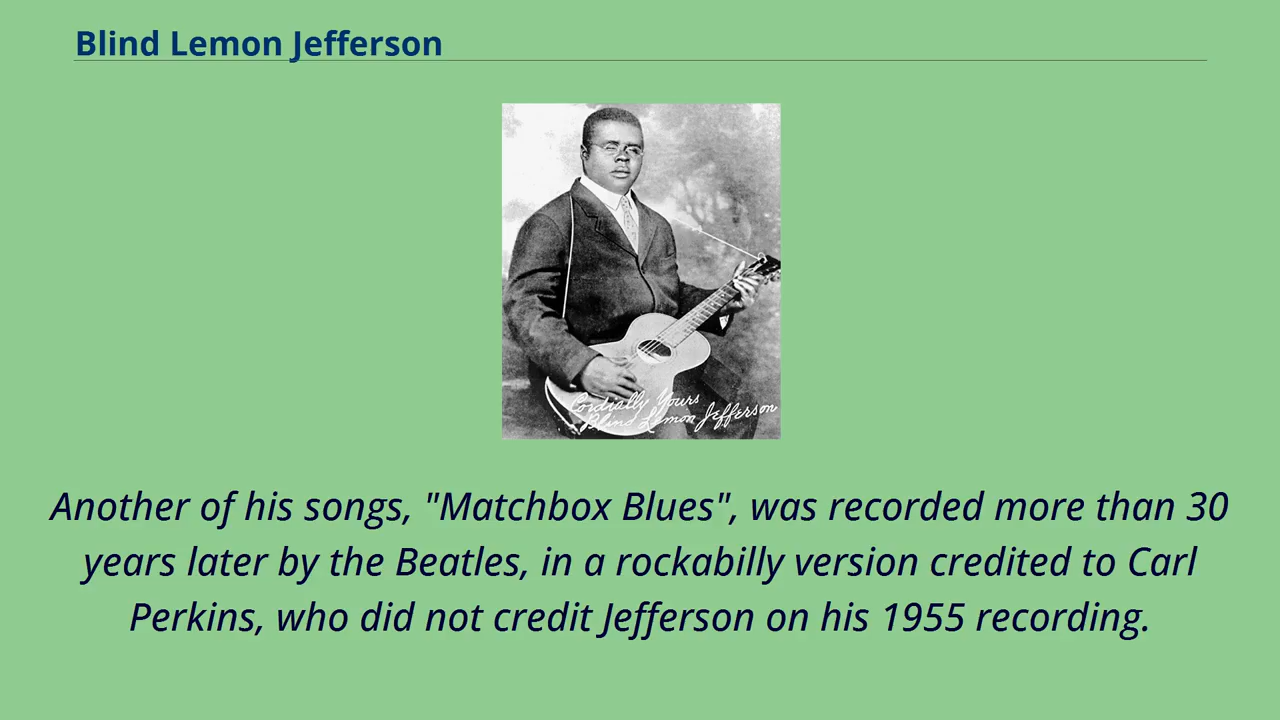 Blind Lemon Jefferson
Cordially Yours
Blind Lemon Jefferson
Another of his songs, "Matchbox Blues", was recorded more than 30
years later by the Beatles, in a rockabilly version credited to Carl
Perkins, who did not credit Jefferson on his 1955 recording.